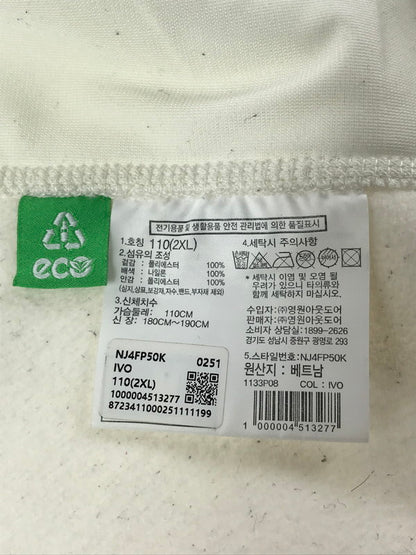 eco
전기용품 및 생활용품 안전 관리법에 의한 품질표시
1.호칭 110(2XL)
2.섬유의 조성
겉감 : 폴리에스터 100%
배색 : 나일론 100%
안감 : 폴리에스터 100%
(심지,상표,보강재,자수,밴드,부자재 제외)
3.신체치수
가슴둘레: 110CM
신 장: 180CM~190CM
4.세탁시 주의사항
*세탁시 이염 및 오염 될
우려가 있으니 다른 의류와
함께 세탁하지 마십시오.
수입자:㈜영원아웃도어
판매자:㈜영원아웃도어
소비자 상담실:1899-2626
경기도 성남시 중원구 광명로 293
5.스타일번호: NJ4FP50K
원산지 : 베트남
1133P08 COL : IVO
1 000004 513277
NJ4FP50K 0251
IVO
110(2XL)
1000004513277
8723411000251111199